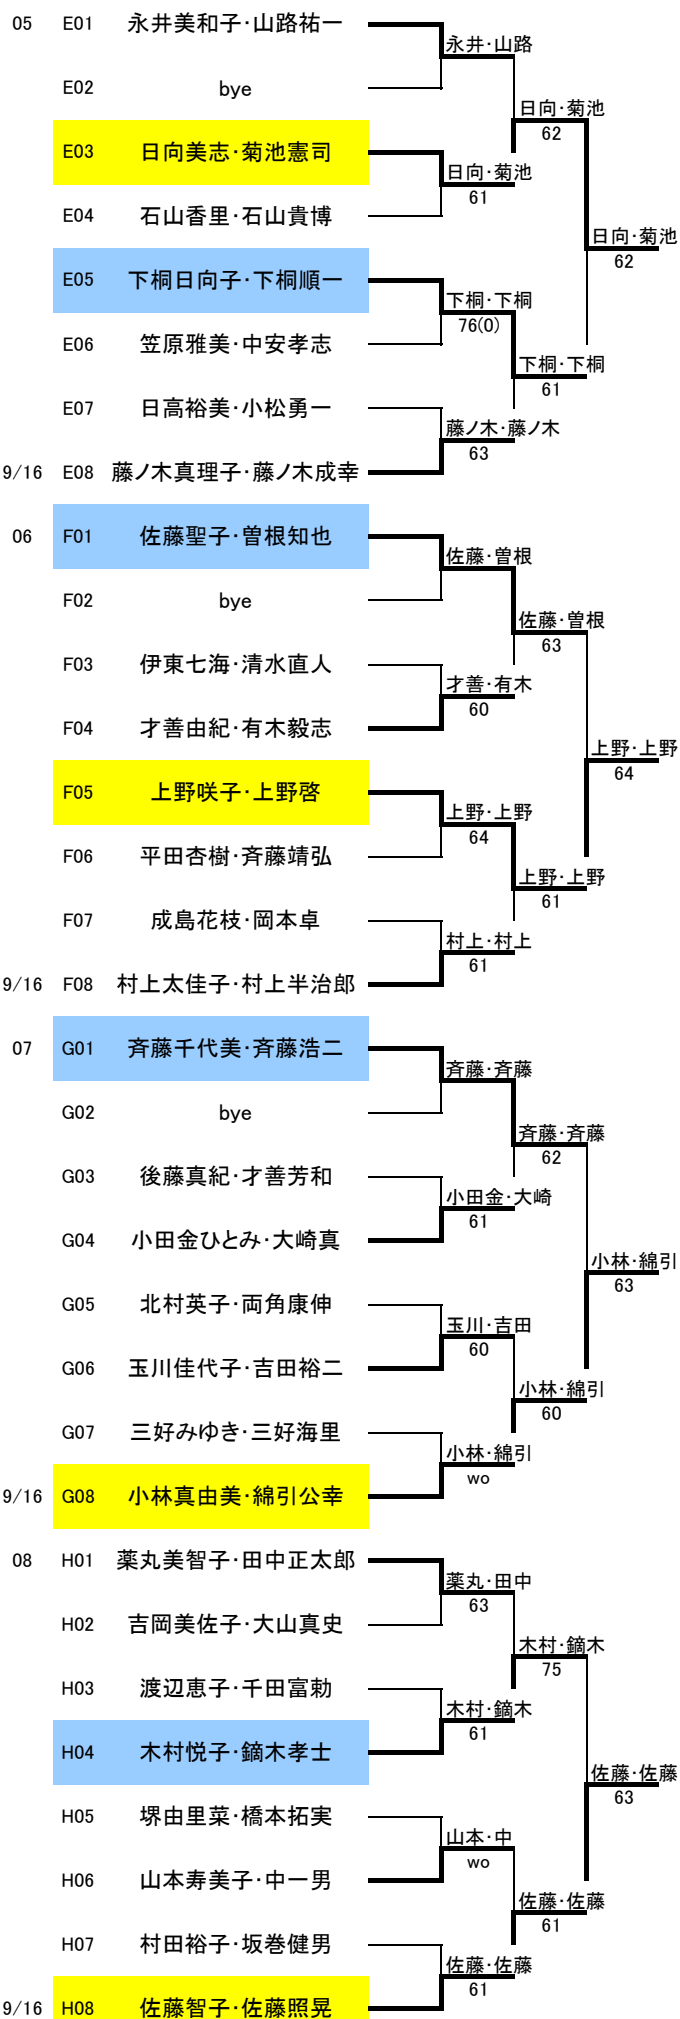 05 E01 永井美和子・山路祐一
永井・山路
E02 bye
日向・菊池
62
E03 日向美志・菊池憲司
日向・菊池
61
E04 石山香里・石山貴博
日向・菊池
62
E05 下桐日向子・下桐順一
下桐・下桐
76(0)
E06 笠原雅美・中安孝志
下桐・下桐
61
E07 日高裕美・小松勇一
藤ノ木・藤ノ木
63
9/16 E08 藤ノ木真理子・藤ノ木成幸
06 F01 佐藤聖子・曽根知也
佐藤・曽根
F02 bye
佐藤・曽根
63
F03 伊東七海・清水直人
才善・有木
60
F04 才善由紀・有木毅志
上野・上野
64
F05 上野咲子・上野啓
上野・上野
64
F06 平田杏樹・斉藤靖弘
上野・上野
61
F07 成島花枝・岡本卓
村上・村上
61
9/16 F08 村上太佳子・村上半治郎
07 G01 斉藤千代美・斉藤浩二
斉藤・斉藤
G02 bye
斉藤・斉藤
62
G03 後藤真紀・才善芳和
小田金・大崎
61
G04 小田金ひとみ・大崎真
小林・綿引
63
G05 北村英子・両角康伸
玉川・吉田
60
G06 玉川佳代子・吉田裕二
小林・綿引
60
G07 三好みゆき・三好海里
小林・綿引
wo
9/16 G08 小林真由美・綿引公幸
08 H01 薬丸美智子・田中正太郎
薬丸・田中
63
H02 吉岡美佐子・大山真史
木村・鏑木
75
H03 渡辺恵子・千田富勅
木村・鏑木
61
H04 木村悦子・鏑木孝士
佐藤・佐藤
63
H05 堺由里菜・橋本拓実
山本・中
wo
H06 山本寿美子・中一男
佐藤・佐藤
61
H07 村田裕子・坂巻健男
佐藤・佐藤
61
9/16 H08 佐藤智子・佐藤照晃